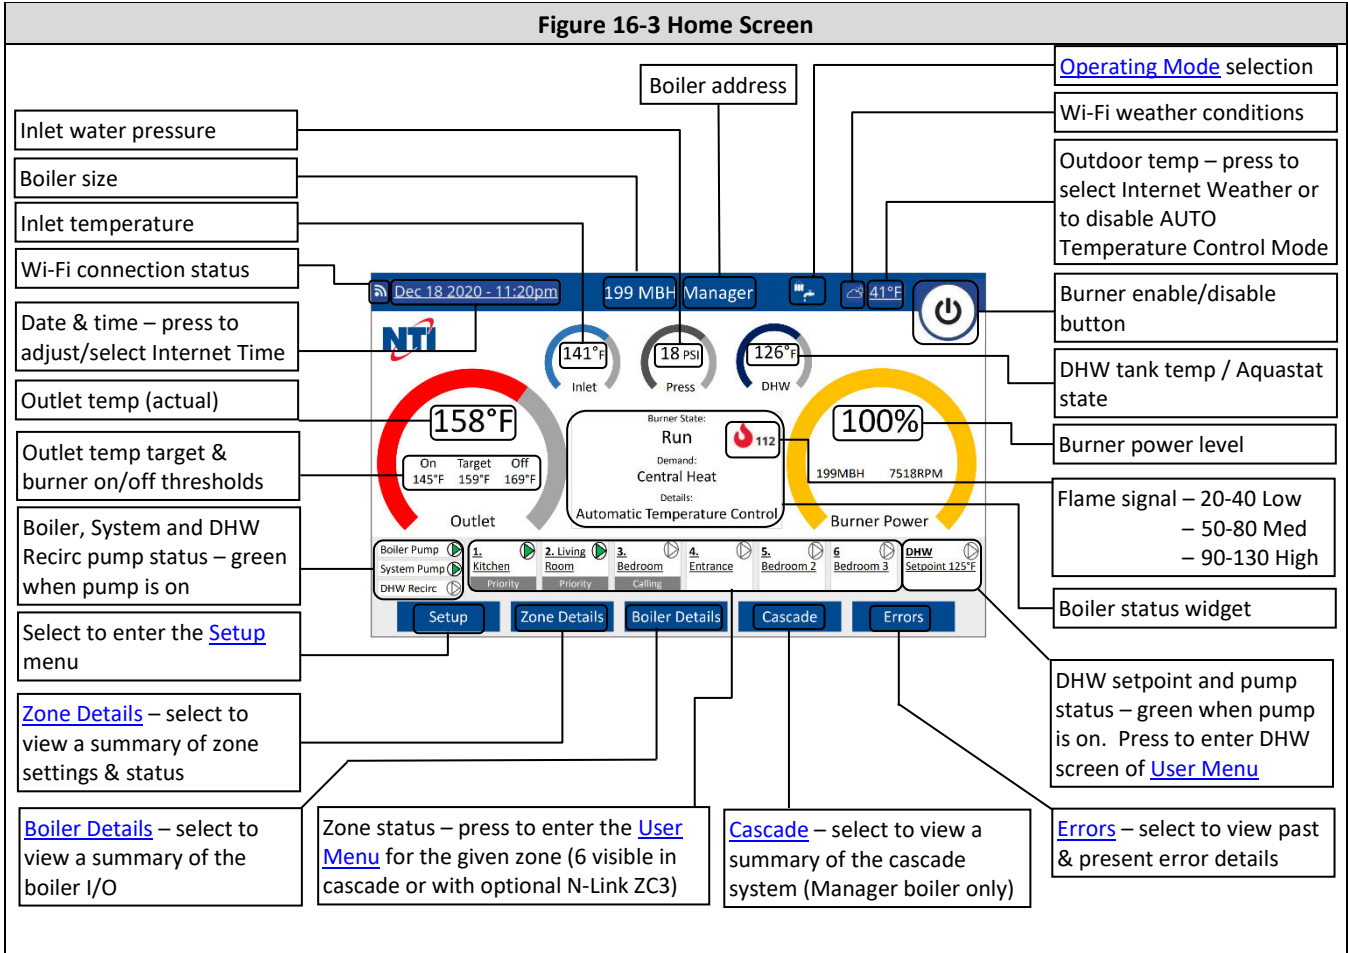 Figure 16-3 Home Screen
Boiler address
Operating Mode selection
Wi-Fi weather conditions
Outdoor temp – press to
select Internet Weather or
to disable AUTO
Temperature Control Mode
Burner enable/disable
button
DHW tank temp / Aquastat
state
Burner power level
Flame signal – 20-40 Low
– 50-80 Med
– 90-130 High
Boiler status widget
DHW setpoint and pump
status – green when pump
is on. Press to enter DHW
screen of User Menu
Errors – select to view past
& present error details
Inlet water pressure
Boiler size
Inlet temperature
Wi-Fi connection status
Date & time – press to
adjust/select Internet Time
Outlet temp (actual)
Outlet temp target &
burner on/off thresholds
Boiler, System and DHW
Recirc pump status – green
when pump is on
Select to enter the Setup
menu
Zone Details – select to
view a summary of zone
settings & status
Boiler Details – select to
view a summary of the
boiler I/O
Zone status – press to enter the User
Menu for the given zone (6 visible in
cascade or with optional N-Link ZC3)
Cascade – select to view a
summary of the cascade
system (Manager boiler only)
Dec 18 2020 - 11:20pm
199 MBH
Manager
41°F
NTI
141°F
Inlet
18 PSI
Press
126°F
DHW
158°F
On Target Off
145°F 159°F 169°F
Outlet
Burner State:
Run
112
Demand:
Central Heat
Details:
Automatic Temperature Control
100%
199MBH 7518RPM
Burner Power
Boiler Pump
System Pump
DHW Recirc
1.
Kitchen
Priority
2. Living
Room
Priority
3.
Bedroom
Calling
4.
Entrance
5.
Bedroom 2
6
Bedroom 3
DHW
Setpoint 125°F
Setup
Zone Details
Boiler Details
Cascade
Errors